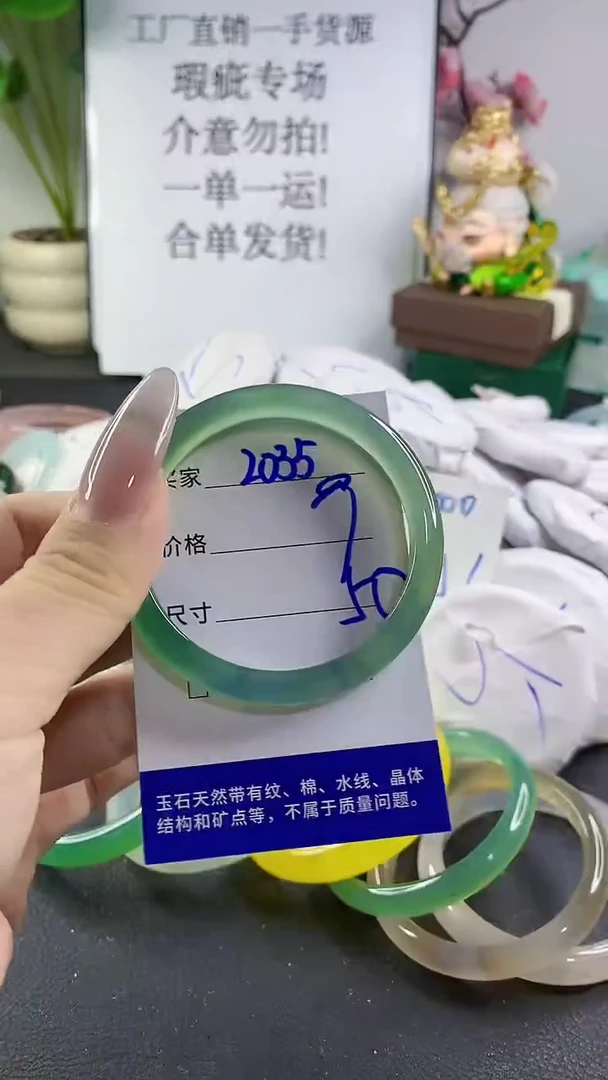 工厂直销一手货源
瑕疵专场
介意勿拍!
一单一运!
合单发货!
买家 2035
价格
尺寸 50
玉石天然带有纹、棉、水线、晶体
结构和矿点等，不属于质量问题。